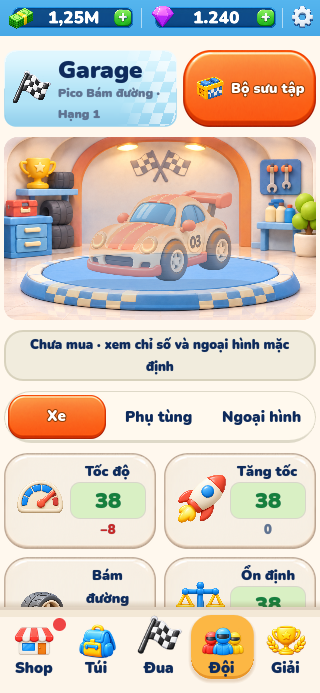 1,25M
1.240
Garage
Pico Bám đường ·
Hạng 1
Bộ sưu tập
03
Chưa mua · xem chỉ số và ngoại hình mặc
định
Xe
Phụ tùng
Ngoại hình
Tốc độ
38
−8
Tăng tốc
38
0
Bám
đường
Ổn định
38
Shop
Túi
Đua
Đội
Giải